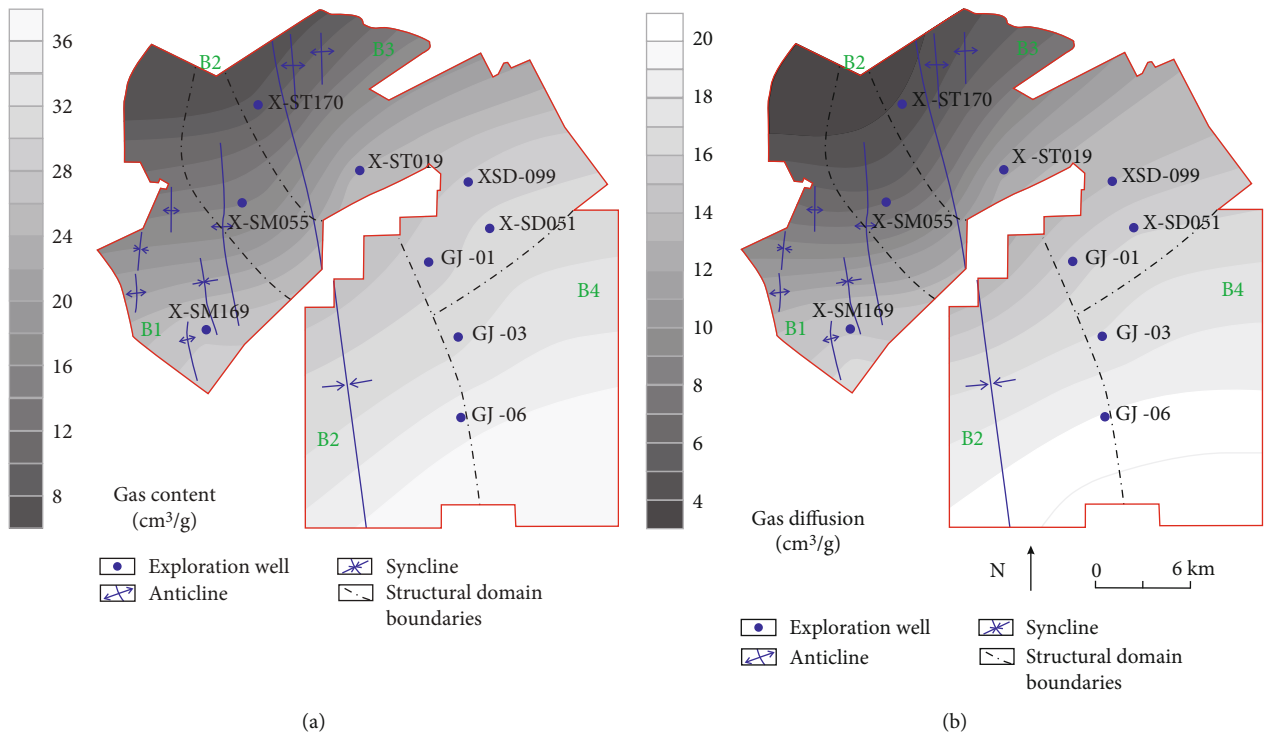 36
32
28
24
20
16
12
8
B2
B3
X-ST170
X-ST019
XSD-099
X-SM055
X-SD051
GJ -01
B4
X-SM169
B1
GJ -03
GJ -06
B2
Gas content
(cm³/g)
Exploration well
Syncline
Anticline
Structural domain
boundaries
(a)
20
18
16
14
12
10
8
6
4
B2
B3
X -ST170
X -ST019
XSD-099
X-SM055
X-SD051
GJ -01
B4
X-SM169
B1
GJ -03
GJ -06
B2
Gas diffusion
(cm³/g)
N
0
6 km
Exploration well
Syncline
Anticline
Structural domain
boundaries
(b)